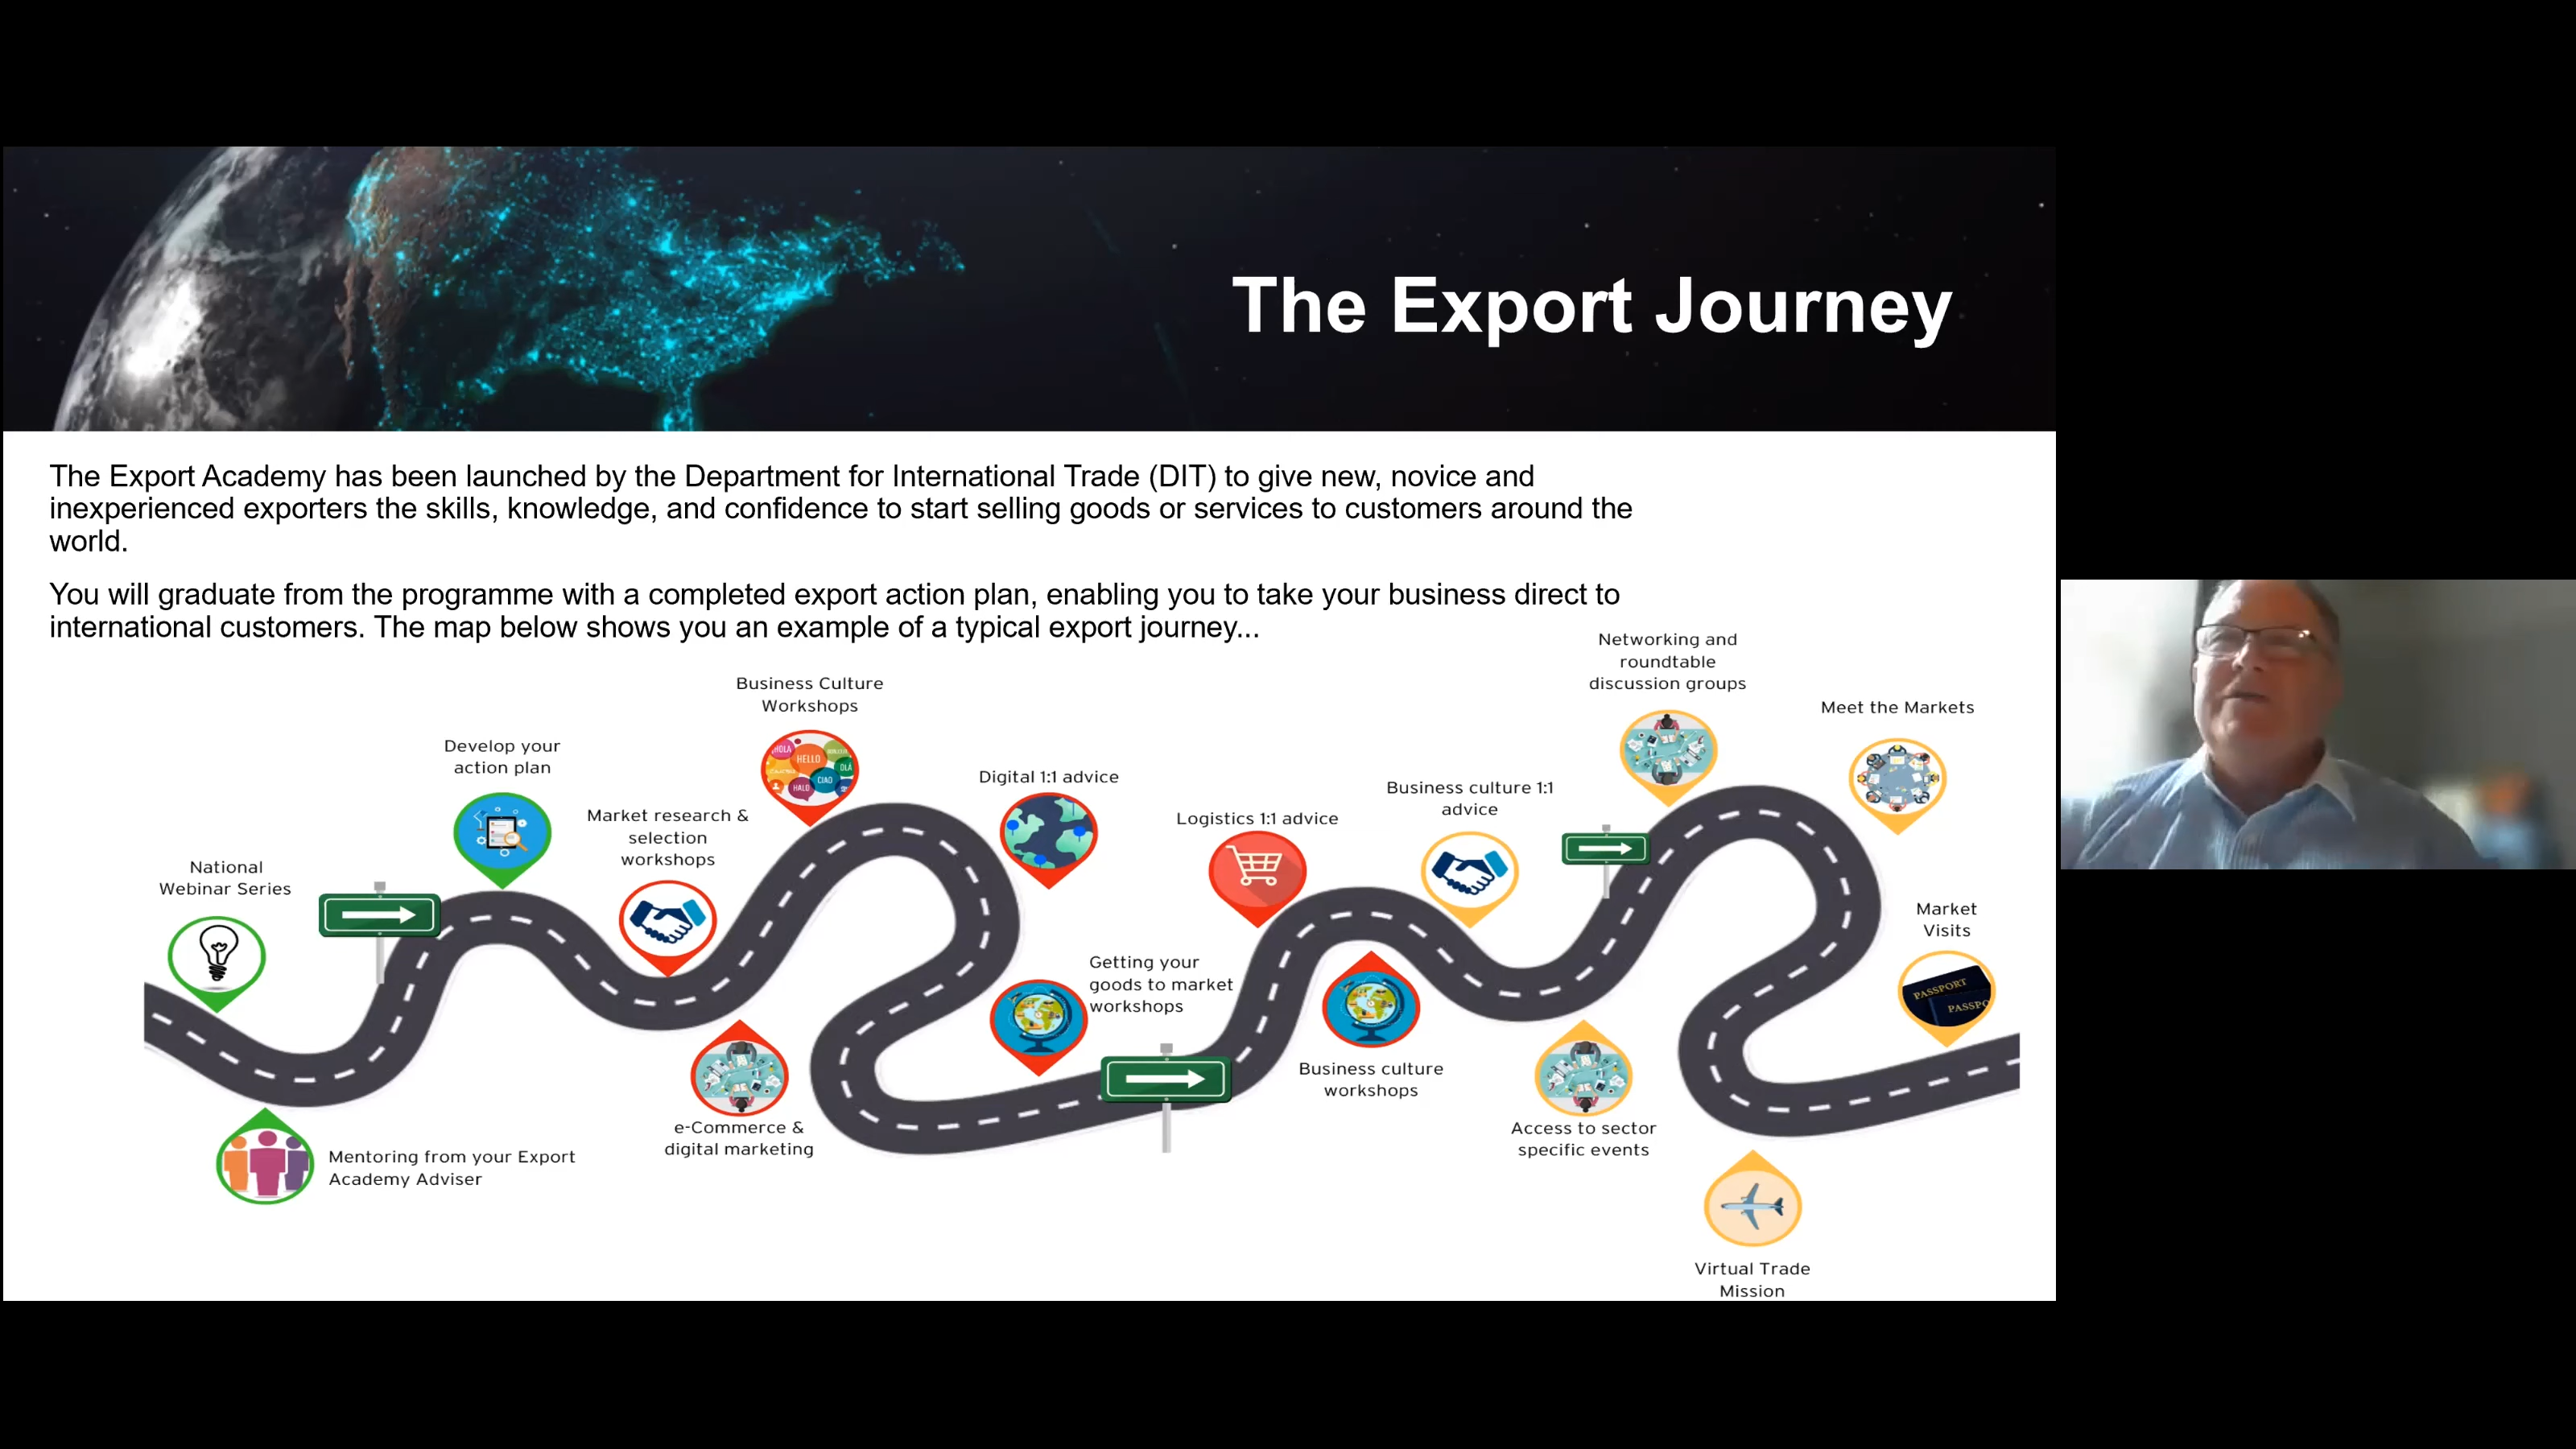 The Export Journey
The Export Academy has been launched by the Department for International Trade (DIT) to give new, novice and
inexperienced exporters the skills, knowledge, and confidence to start selling goods or services to customers around the
world.
You will graduate from the programme with a completed export action plan, enabling you to take your business direct to
international customers. The map below shows you an example of a typical export journey...
National
Webinar Series
Mentoring from your Export
Academy Adviser
Develop your
action plan
Market research &
selection
workshops
e-Commerce &
digital marketing
Business Culture
Workshops
HOLA
HELLO
OLÁ
CIAO
HALO
Digital 1:1 advice
Getting your
goods to market
workshops
Logistics 1:1 advice
Business culture
workshops
Business culture 1:1
advice
Access to sector
specific events
Networking and
roundtable
discussion groups
Meet the Markets
Virtual Trade
Mission
Market
Visits
PASSPORT
PASSPO